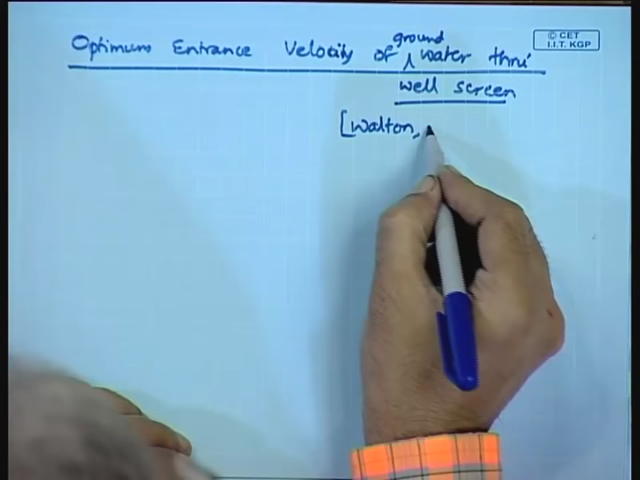 Optimum Entrance Velocity of ground water thru'
well screen
[Walton,
© CET
I.I.T. KGP